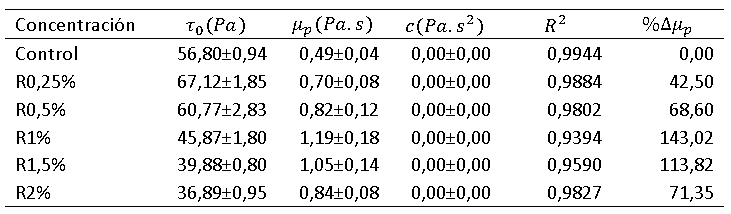 Concentración τ₀(Pa) μₚ(Pa.s) c(Pa.s²) R² %Δμₚ
Control 56,80±0,94 0,49±0,04 0,00±0,00 0,9944 0,00
R0,25% 67,12±1,85 0,70±0,08 0,00±0,00 0,9884 42,50
R0,5% 60,77±2,83 0,82±0,12 0,00±0,00 0,9802 68,60
R1% 45,87±1,80 1,19±0,18 0,00±0,00 0,9394 143,02
R1,5% 39,88±0,80 1,05±0,14 0,00±0,00 0,9590 113,82
R2% 36,89±0,95 0,84±0,08 0,00±0,00 0,9827 71,35